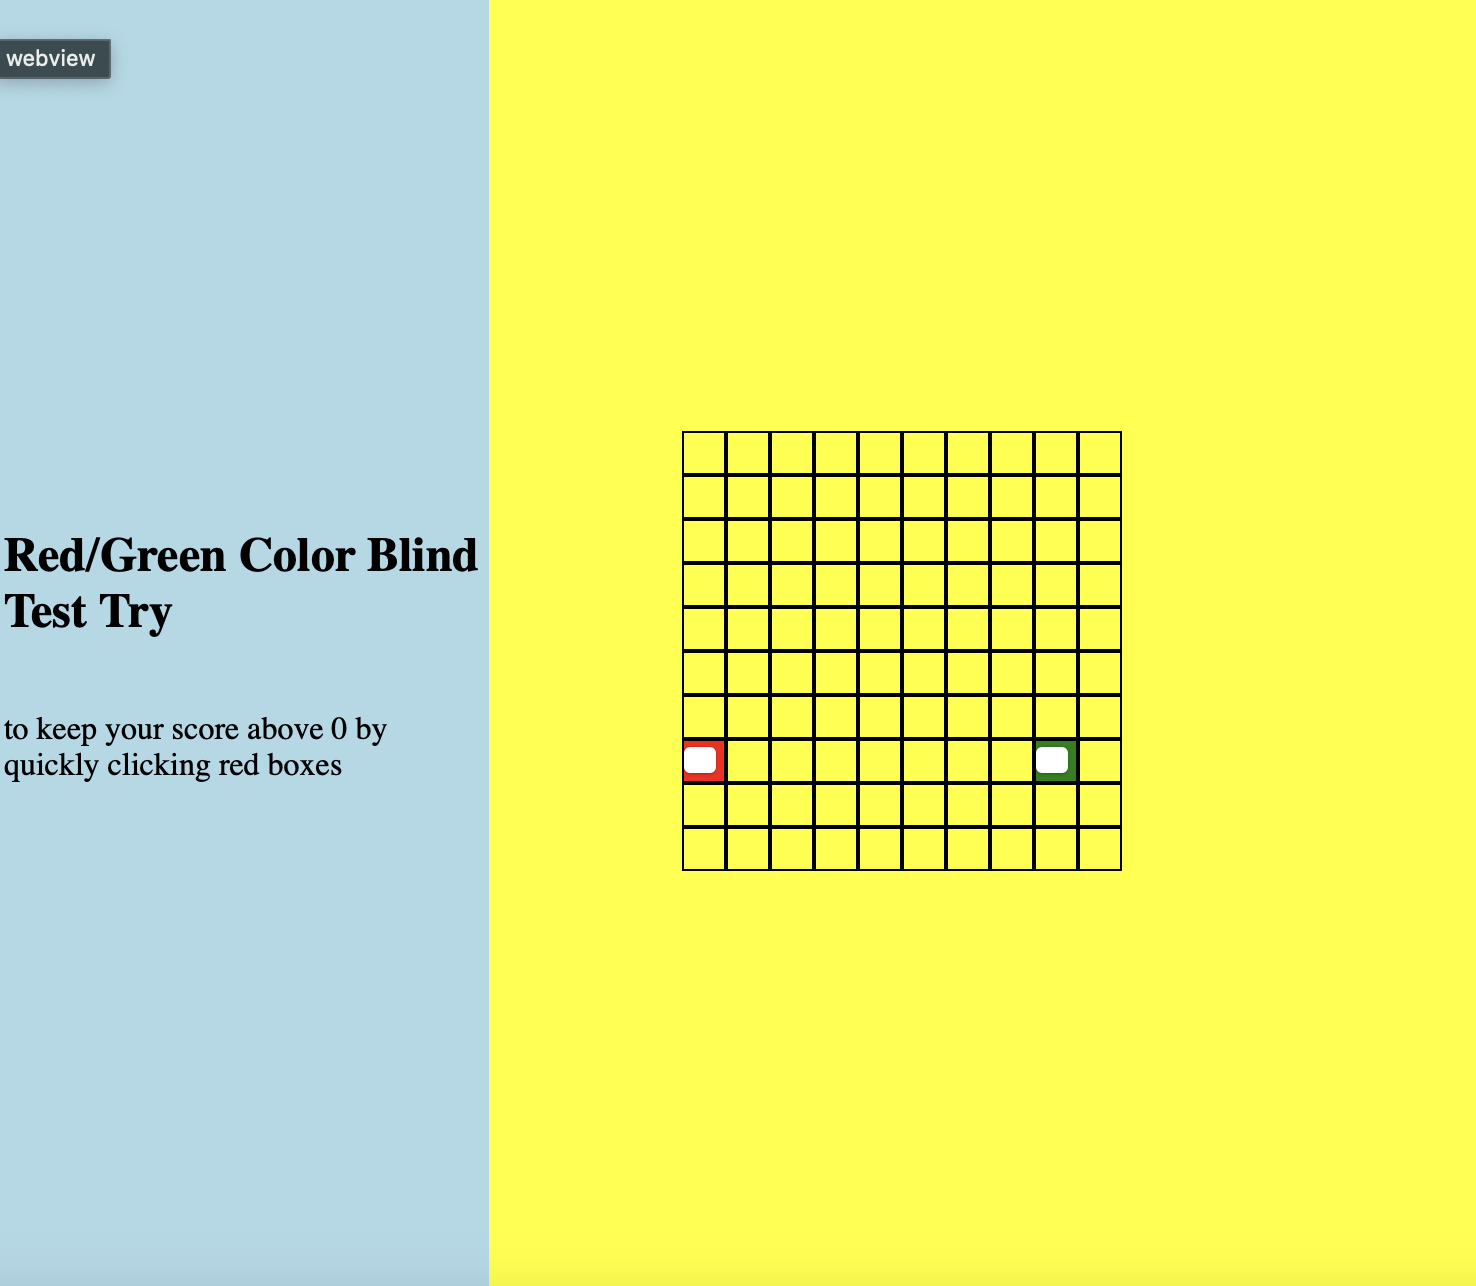 webview
Red/Green Color Blind
Test Try
to keep your score above 0 by
quickly clicking red boxes